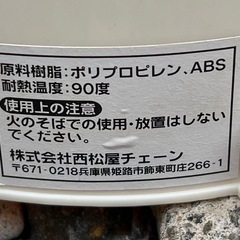 原料樹脂:ポリプロピレン、ABS
耐熱温度:90度
使用上の注意
火のそばでの使用・放置はしない
でください。
株式会社西松屋チェーン
〒671-0218兵庫県姫路市飾東町庄266-1